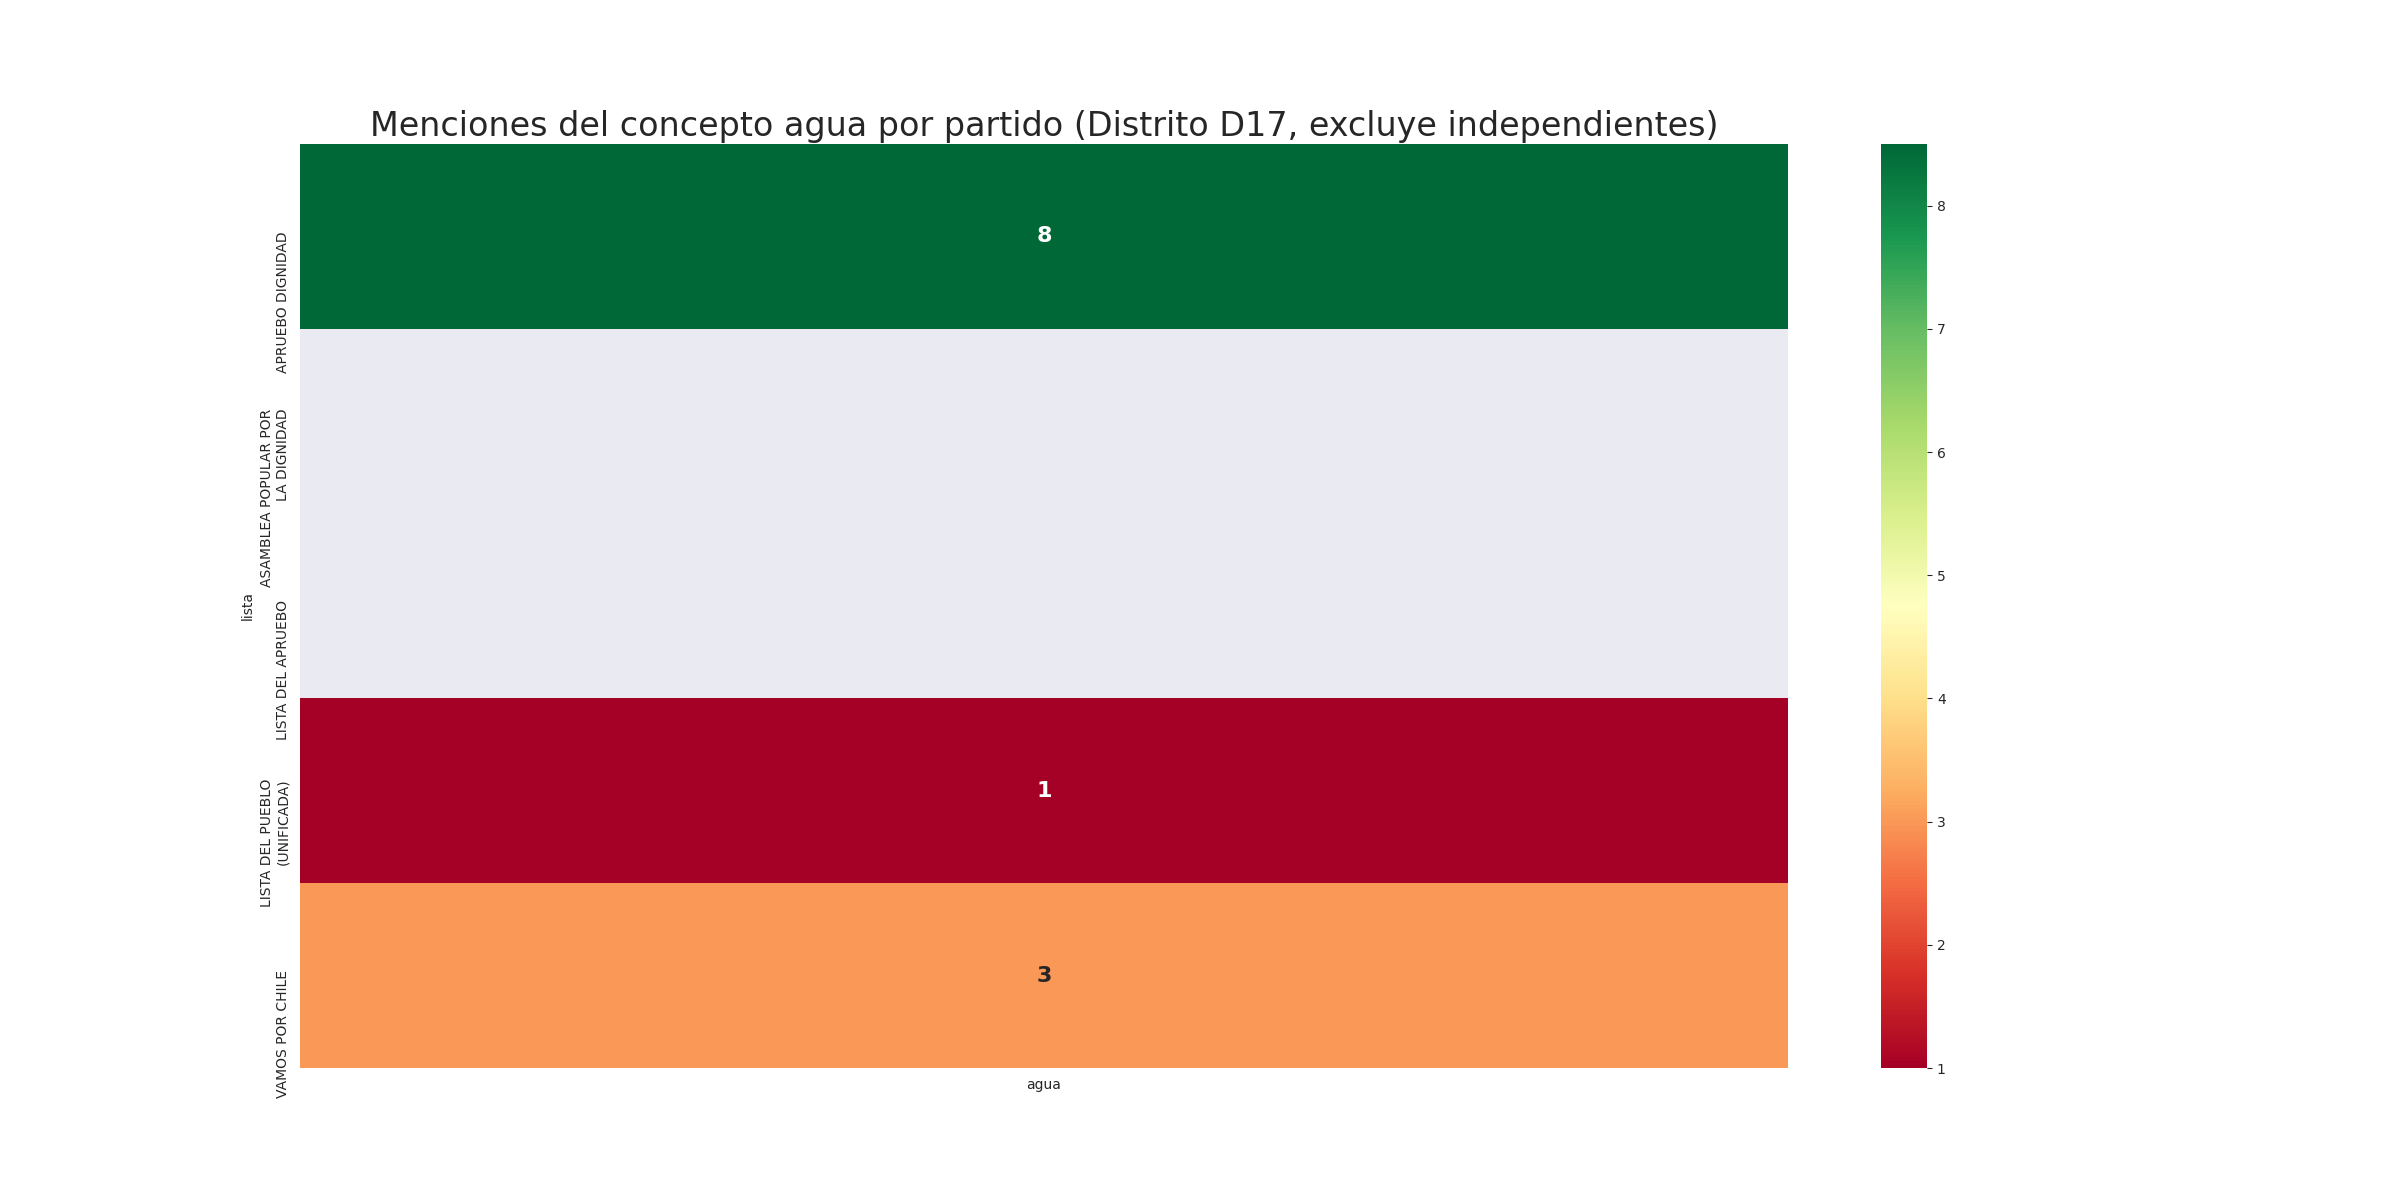 Menciones del concepto agua por partido (Distrito D17, excluye independientes)
lista
APRUEBO DIGNIDAD
ASAMBLEA POPULAR POR
LA DIGNIDAD
LISTA DEL APRUEBO
LISTA DEL PUEBLO
(UNIFICADA)
VAMOS POR CHILE
8
1
3
agua
8
7
6
5
4
3
2
1